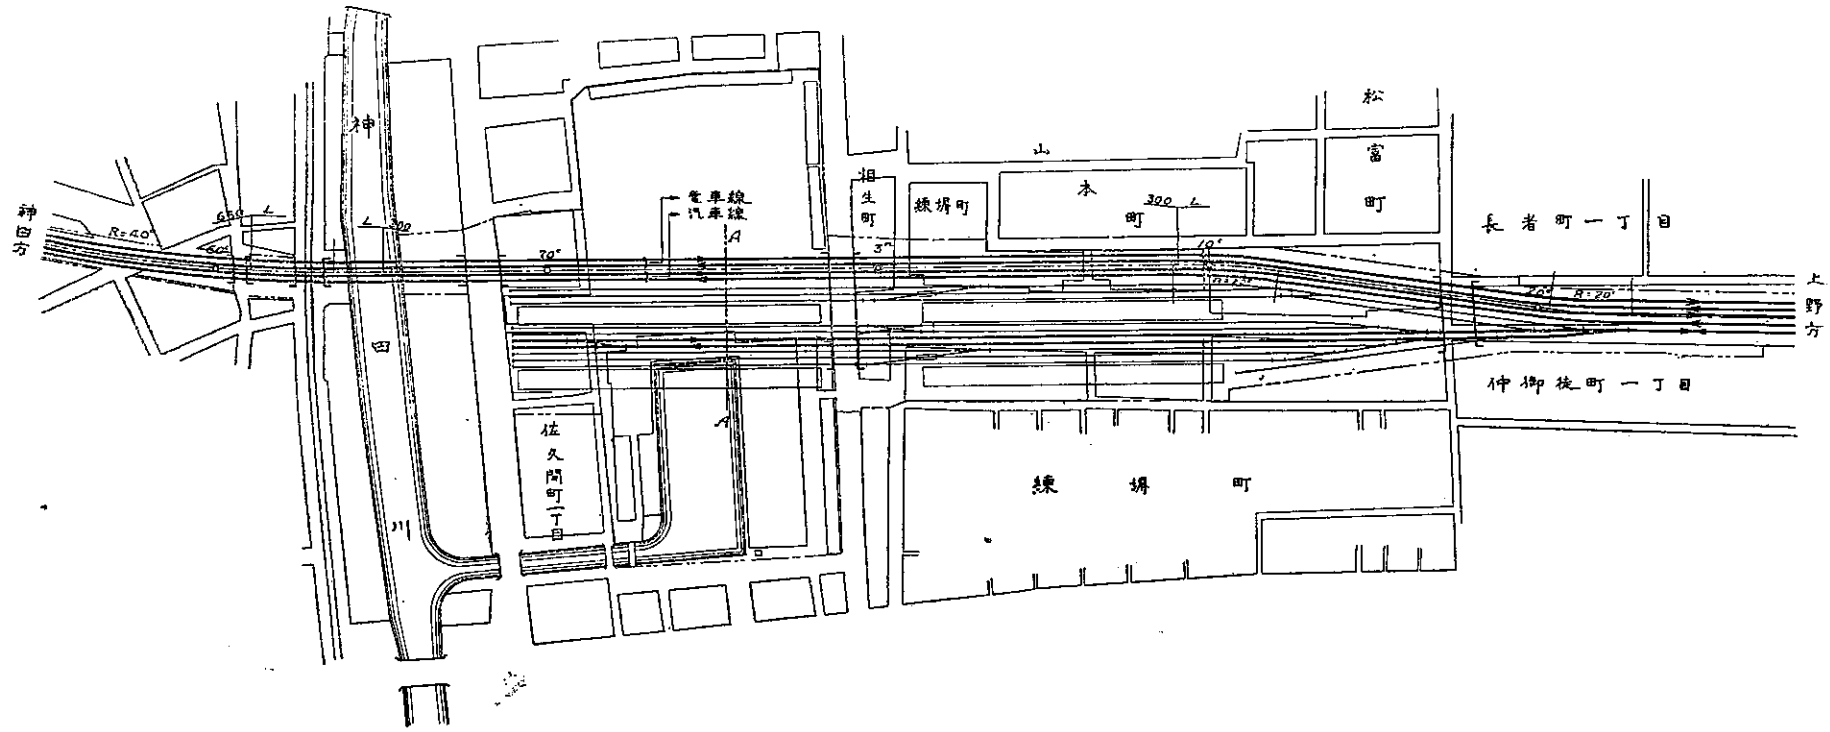 神田方
R=40°
660 L
60°
神田川
L 300
70°
電車線
汽車線
A
A
相生町
練塀町
山本町
300 L
10°
松富町
長者町一丁目
20° R=20°
上野方
仲御徒町一丁目
佐久間町一丁目
練塀町